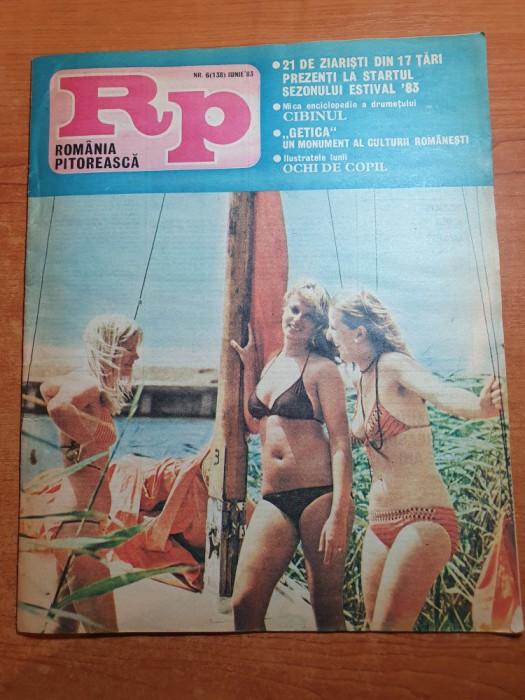 NR. 6(138) IUNIE '83
Rp
ROMÂNIA
PITOREASCĂ
• 21 DE ZIARIȘTI DIN 17 ȚĂRI
PREZENȚI LA STARTUL
SEZONULUI ESTIVAL '83
• Mica enciclopedie a drumețului
CIBINUL
• „GETICA“
UN MONUMENT AL CULTURII ROMÂNEȘTI
• Ilustratele lunii
OCHI DE COPIL
3